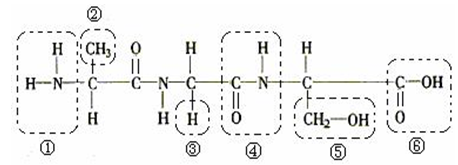 ②
H CH₃ O H H H
H-N-C-C-N-C-C-N-C-C-OH
H H H O CH₂-OH O
① ③ ④ ⑤ ⑥